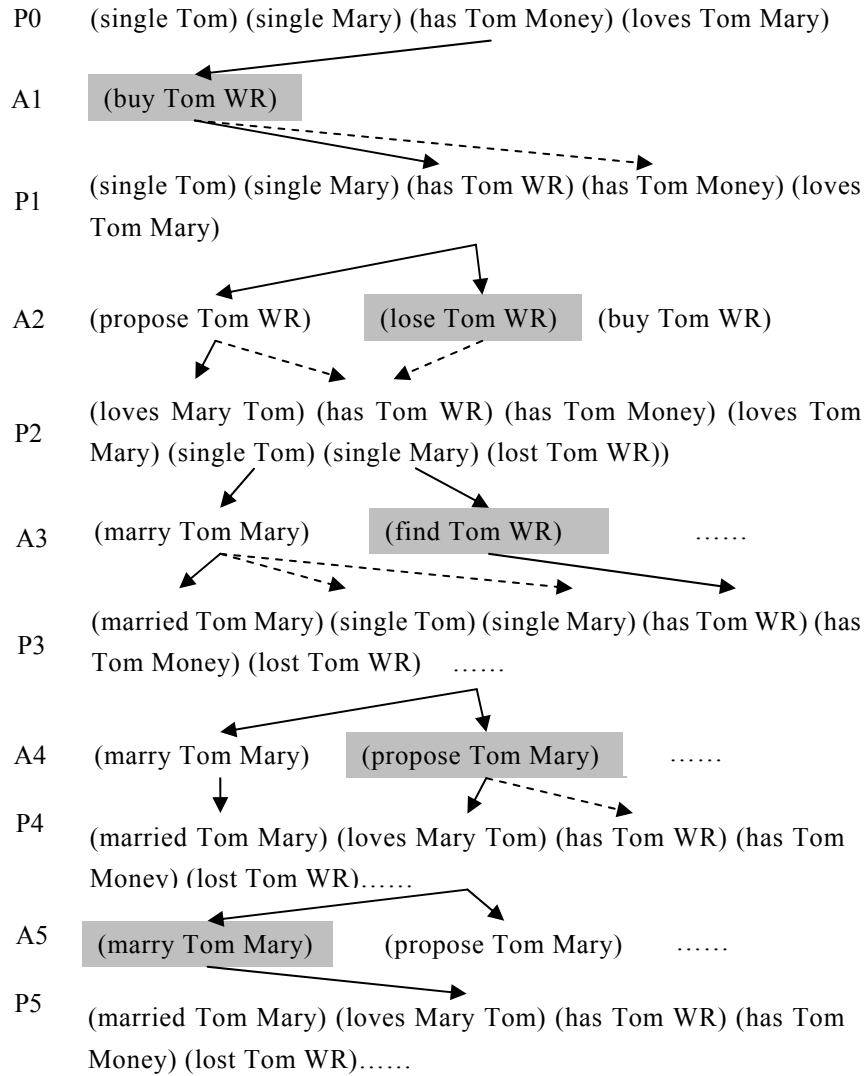 P0 (single Tom) (single Mary) (has Tom Money) (loves Tom Mary)
A1 (buy Tom WR)
P1 (single Tom) (single Mary) (has Tom WR) (has Tom Money) (loves
Tom Mary)
A2 (propose Tom WR) (lose Tom WR) (buy Tom WR)
P2 (loves Mary Tom) (has Tom WR) (has Tom Money) (loves Tom
Mary) (single Tom) (single Mary) (lost Tom WR))
A3 (marry Tom Mary) (find Tom WR) ……
P3 (married Tom Mary) (single Tom) (single Mary) (has Tom WR) (has
Tom Money) (lost Tom WR) ……
A4 (marry Tom Mary) (propose Tom Mary) ……
P4 (married Tom Mary) (loves Mary Tom) (has Tom WR) (has Tom
Money) (lost Tom WR)……
A5 (marry Tom Mary) (propose Tom Mary) ……
P5 (married Tom Mary) (loves Mary Tom) (has Tom WR) (has Tom
Money) (lost Tom WR)……